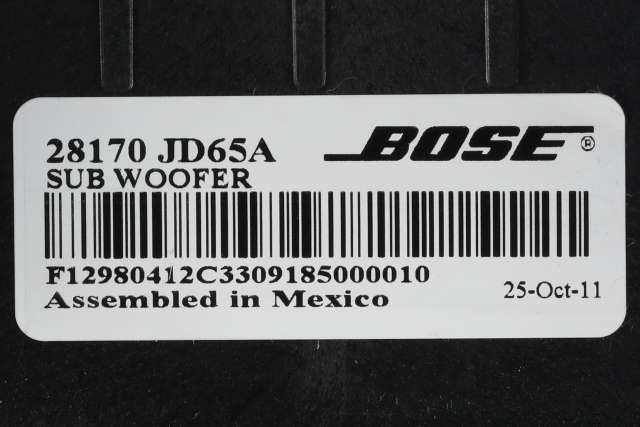 28170 JD65A BOSE®
SUB WOOFER
F12980412C3309185000010
Assembled in Mexico 25-Oct-11